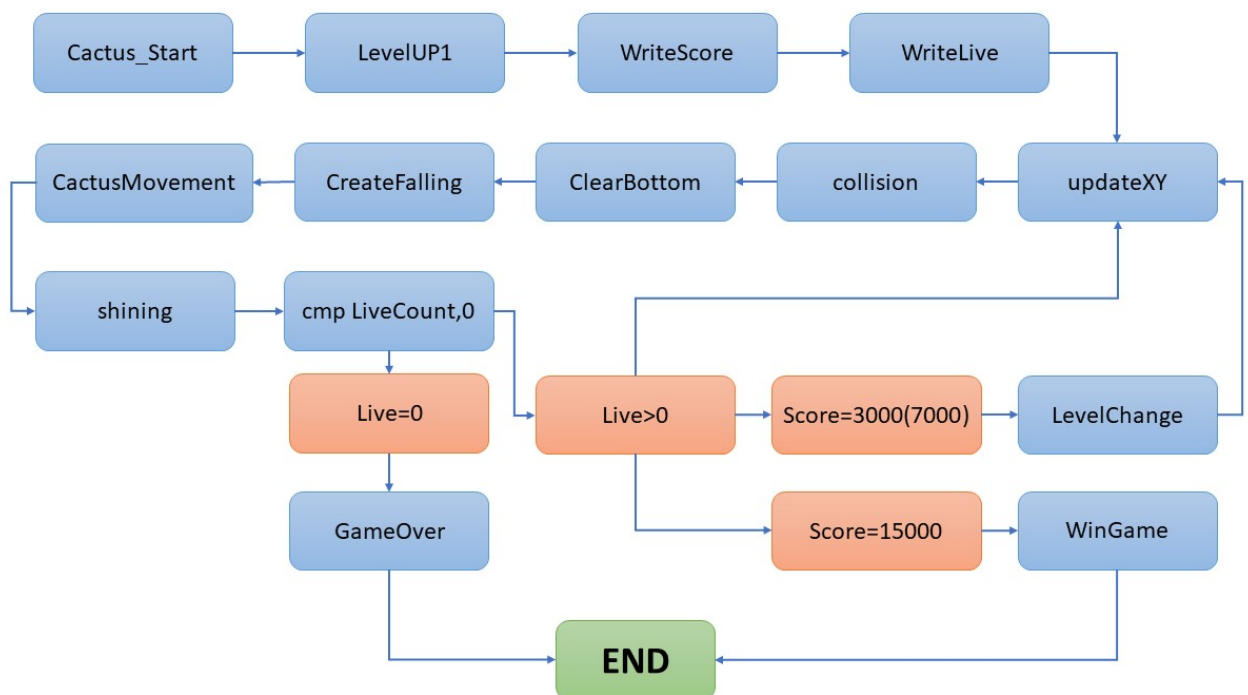 Cactus_Start
LevelUP1
WriteScore
WriteLive
CactusMovement
CreateFalling
ClearBottom
collision
updateXY
shining
cmp LiveCount,0
Live=0
Live>0
Score=3000(7000)
LevelChange
GameOver
Score=15000
WinGame
END